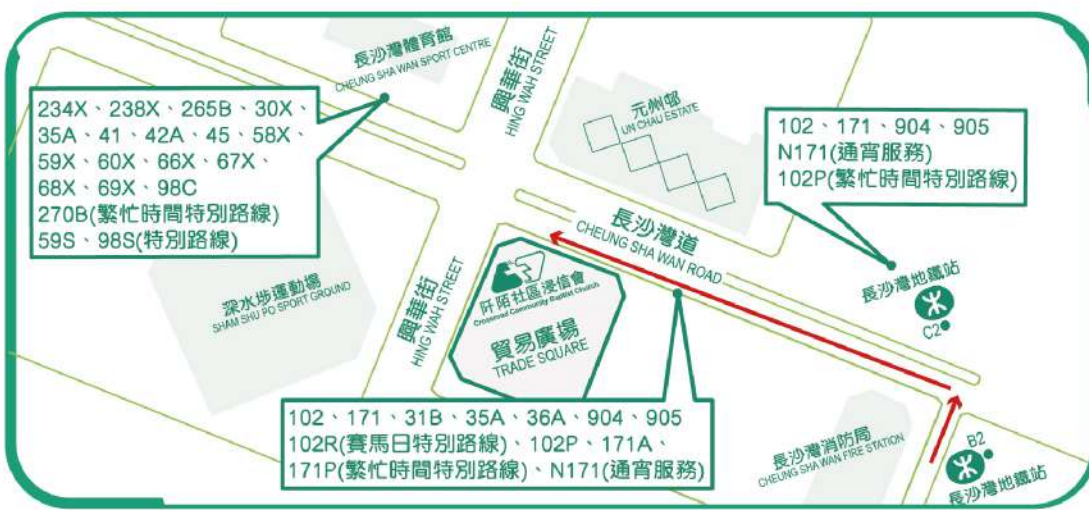 長沙灣體育館
CHEUNG SHA WAN SPORT CENTRE
興華街
HING WAH STREET
234X、238X、265B、30X、
35A、41、42A、45、58X、
59X、60X、66X、67X、
68X、69X、98C
270B(繁忙時間特別路線)
59S、98S(特別路線)
元州邨
UN CHAU ESTATE
102、171、904、905
N171(通宵服務)
102P(繁忙時間特別路線)
長沙灣道
CHEUNG SHA WAN ROAD
深水埗運動場
SHAM SHU PO SPORT GROUND
興華街
HING WAH STREET
阡陌社區浸信會
Crossroad Community Baptist Church
貿易廣場
TRADE SQUARE
長沙灣地鐵站
C2
102、171、31B、35A、36A、904、905
102R(賽馬日特別路線)、102P、171A、
171P(繁忙時間特別路線)、N171(通宵服務)
長沙灣消防局
CHEUNG SHA WAN FIRE STATION
B2
長沙灣地鐵站